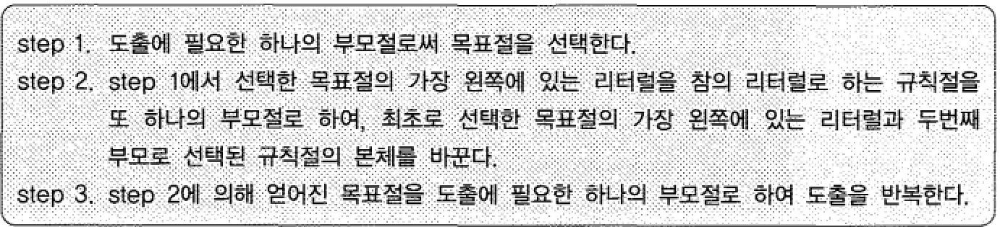 step 1. 도출에 필요한 하나의 부모절로써 목표절을 선택한다.
step 2. step 1에서 선택한 목표절의 가장 왼쪽에 있는 리터럴을 참의 리터럴로 하는 규칙절을
또 하나의 부모절로 하여, 최초로 선택한 목표절의 가장 왼쪽에 있는 리터럴과 두번째
부모로 선택된 규칙절의 본체를 바꾼다.
step 3. step 2에 의해 얻어진 목표절을 도출에 필요한 하나의 부모절로 하여 도출을 반복한다.